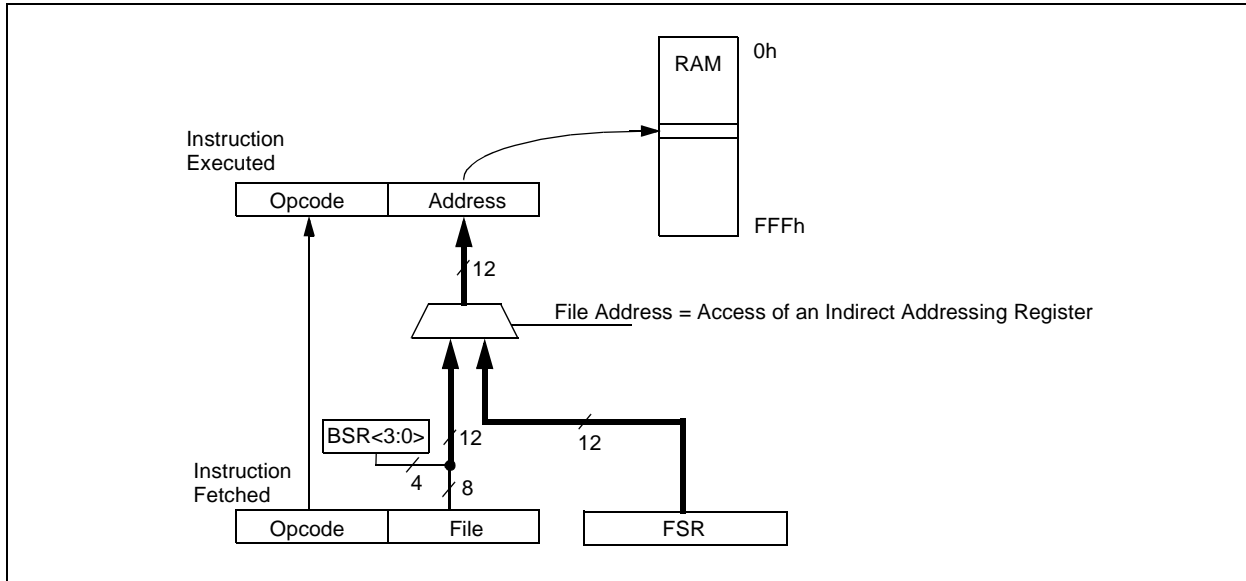 RAM
0h
Instruction
Executed
Opcode
Address
FFFh
12
File Address = Access of an Indirect Addressing Register
BSR<3:0>
12
12
4
8
Instruction
Fetched
Opcode
File
FSR